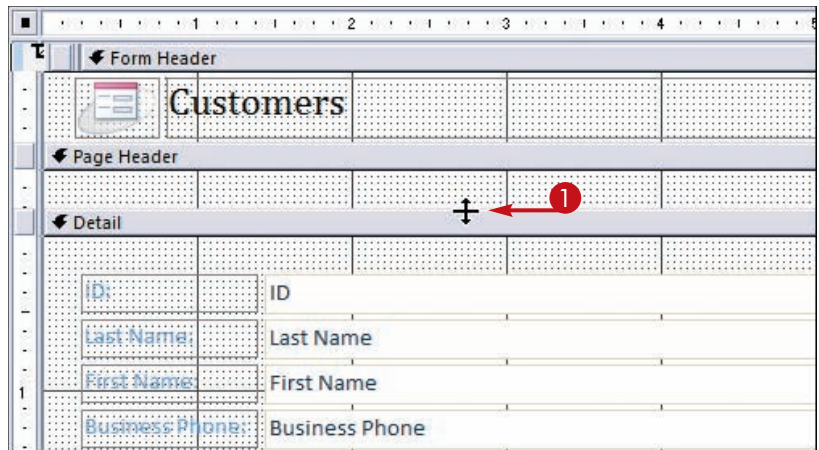 1 2 3 4 5
Form Header
Customers
Page Header
1
Detail
ID: ID
Last Name: Last Name
First Name: First Name
1
Business Phone: Business Phone